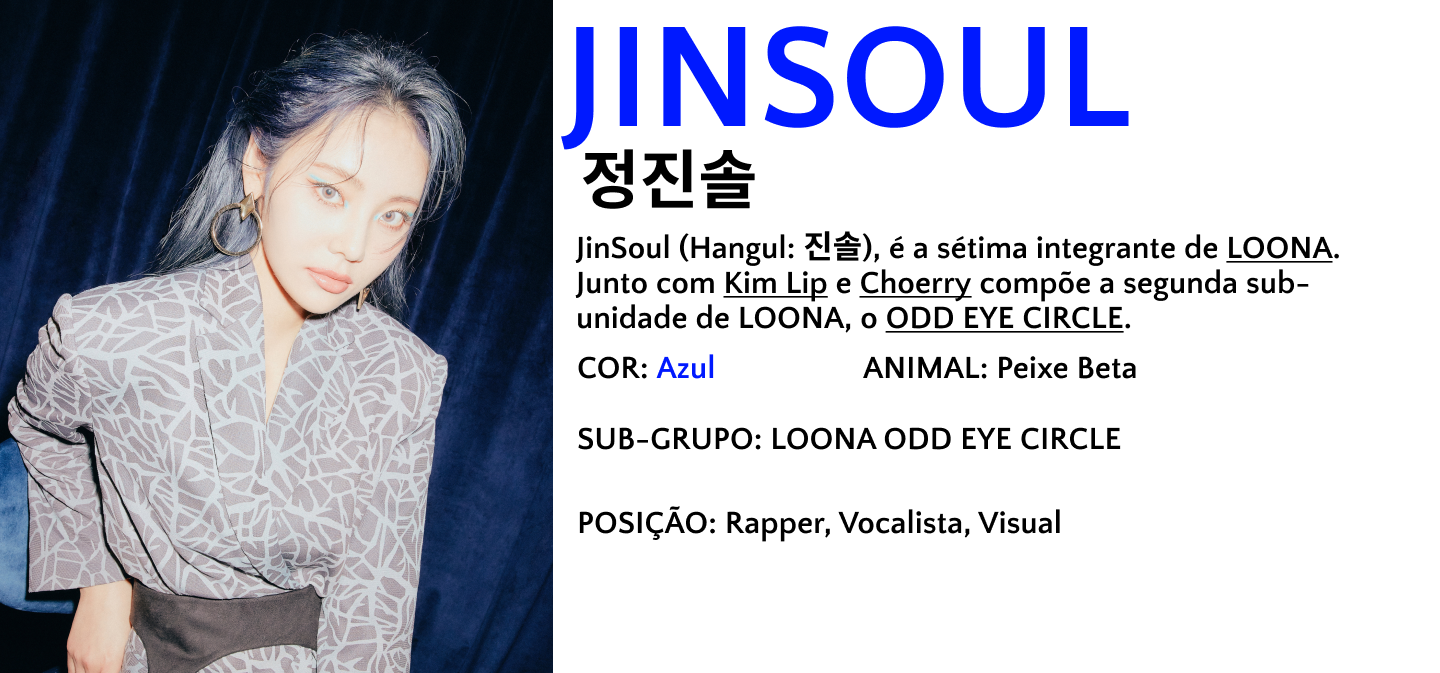 JINSOUL
정진솔
JinSoul (Hangul: 진솔), é a sétima integrante de LOONA.
Junto com Kim Lip e Choerry compõe a segunda sub-
unidade de LOONA, o ODD EYE CIRCLE.
COR: Azul ANIMAL: Peixe Beta
SUB-GRUPO: LOONA ODD EYE CIRCLE
POSIÇÃO: Rapper, Vocalista, Visual